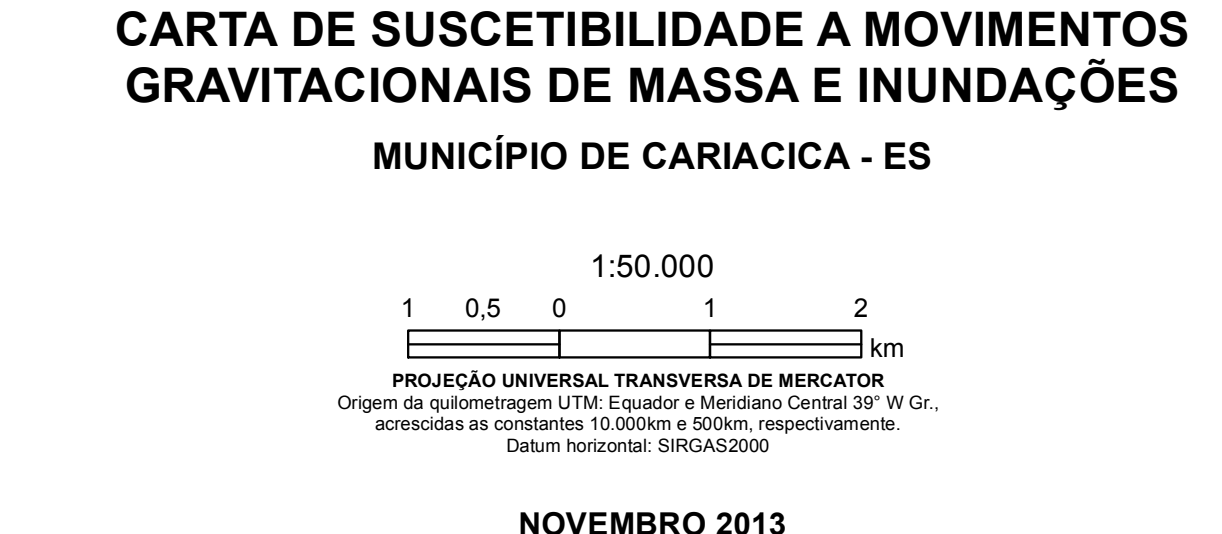 CARTA DE SUSCETIBILIDADE A MOVIMENTOS
GRAVITACIONAIS DE MASSA E INUNDAÇÕES
MUNICÍPIO DE CARIACICA - ES
1:50.000
1 0,5 0 1 2
km
PROJEÇÃO UNIVERSAL TRANSVERSA DE MERCATOR
Origem da quilometragem UTM: Equador e Meridiano Central 39° W Gr.,
acrescidas as constantes 10.000km e 500km, respectivamente.
Datum horizontal: SIRGAS2000
NOVEMBRO 2013